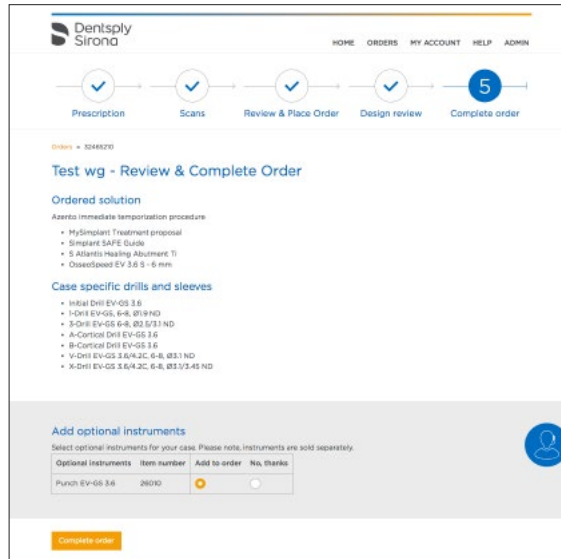 Dentsply
Sirona
HOME ORDERS MY ACCOUNT HELP ADMIN
5
Prescription Scans Review & Place Order Design review Complete order
Orders » 32465210
Test wg - Review & Complete Order
Ordered solution
Azento immediate temporization procedure
• MySimplant Treatment proposal
• Simplant SAFE Guide
• S Atlantis Healing Abutment Ti
• OsseoSpeed EV 3.6 S - 6 mm
Case specific drills and sleeves
• Initial Drill EV-GS 3.6
• 1-Drill EV-GS, 6-8, Ø1.9 ND
• 3-Drill EV-GS 6-8, Ø2.5/3.1 ND
• A-Cortical Drill EV-GS 3.6
• B-Cortical Drill EV-GS 3.6
• V-Drill EV-GS 3.6/4.2C, 6-8, Ø3.1 ND
• X-Drill EV-GS 3.6/4.2C, 6-8, Ø3.1/3.45 ND
Add optional instruments
Select optional instruments for your case. Please note, instruments are sold separately.
Optional instruments Item number Add to order No, thanks
Punch EV-GS 3.6 26010
Complete order